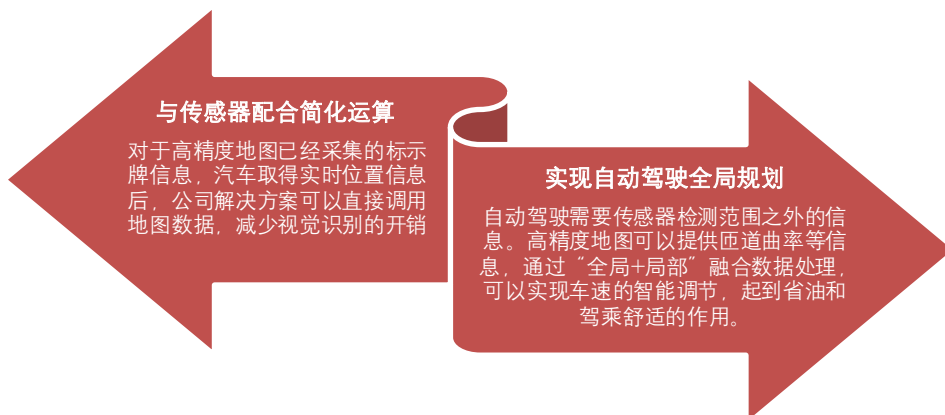 与传感器配合简化运算
对于高精度地图已经采集的标示
牌信息，汽车取得实时位置信息
后，公司解决方案可以直接调用
地图数据，减少视觉识别的开销
实现自动驾驶全局规划
自动驾驶需要传感器检测范围之外的信
息。高精度地图可以提供匝道曲率等信
息，通过“全局+局部”融合数据处理，
可以实现车速的智能调节，起到省油和
驾乘舒适的作用。